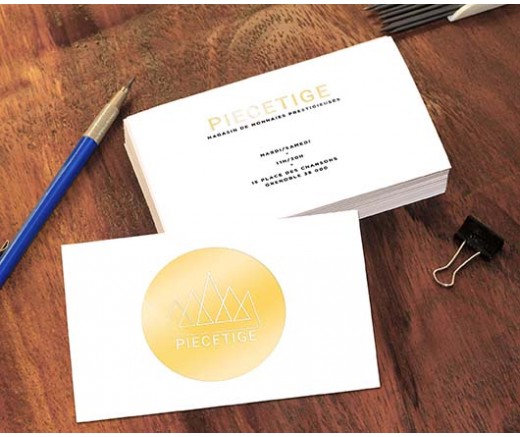 PIECETIGE
MAGASIN DE MONNAIES PRESTIGIEUSES
MARDI/SAMEDI
-
11H/20H
-
15 PLACE DES CHANSONS
GRENOBLE 38 000
PIECETIGE